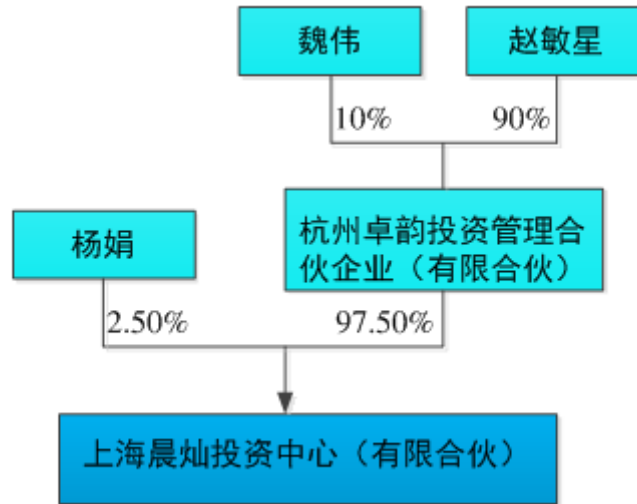 魏伟
赵敏星
10%
90%
杨娟
杭州卓韵投资管理合
伙企业（有限合伙）
2.50%
97.50%
上海晨灿投资中心（有限合伙）